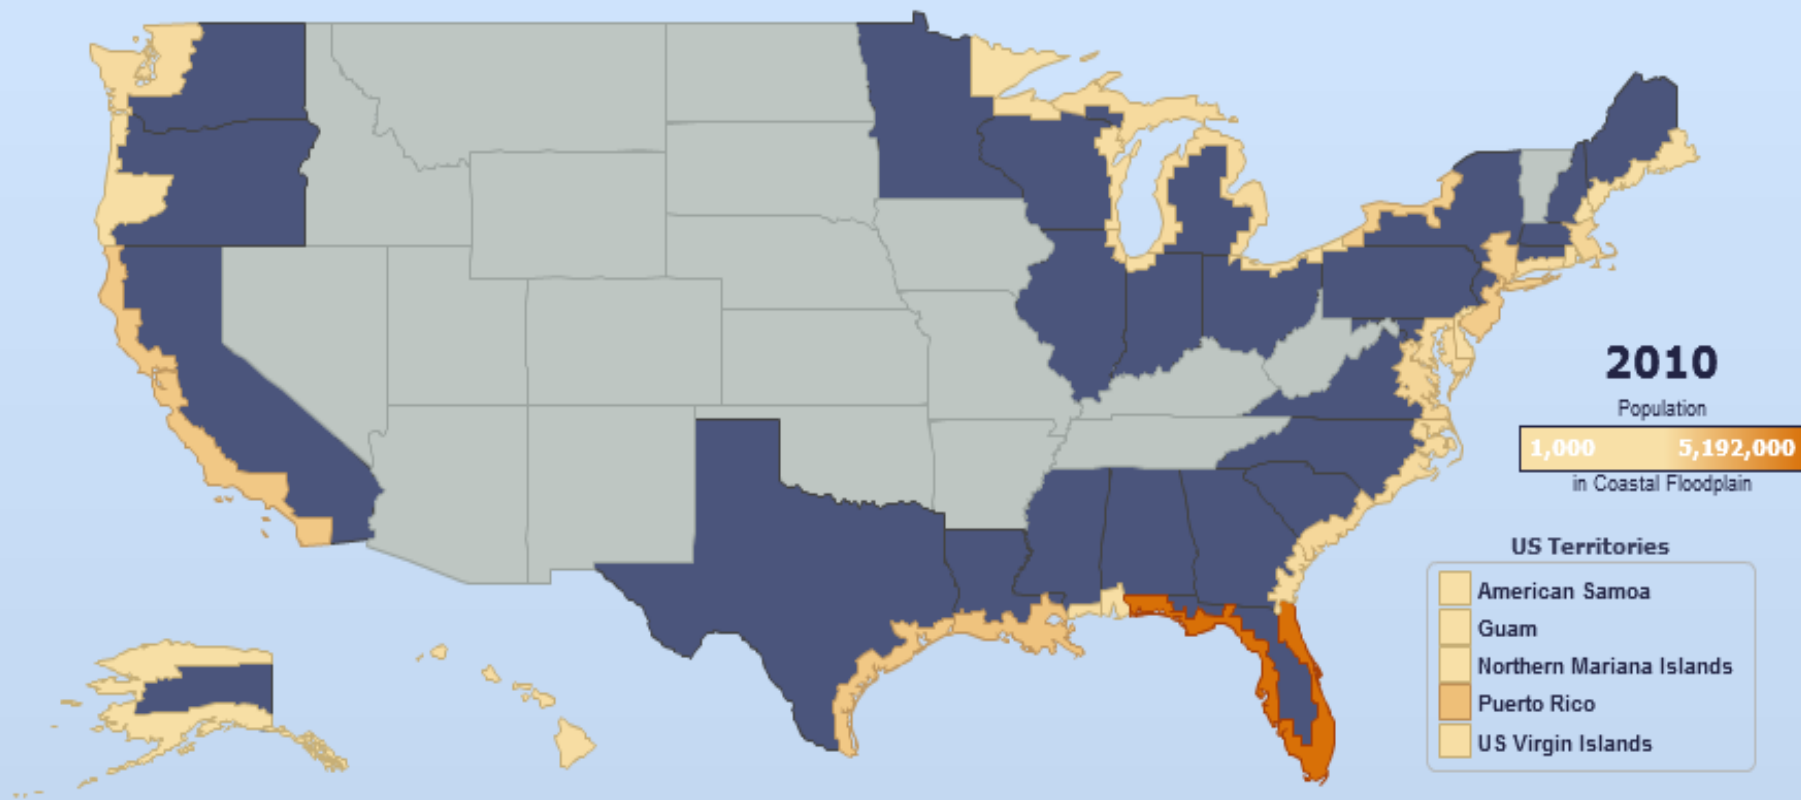 2010
Population
1,000 5,192,000
in Coastal Floodplain
US Territories
American Samoa
Guam
Northern Mariana Islands
Puerto Rico
US Virgin Islands